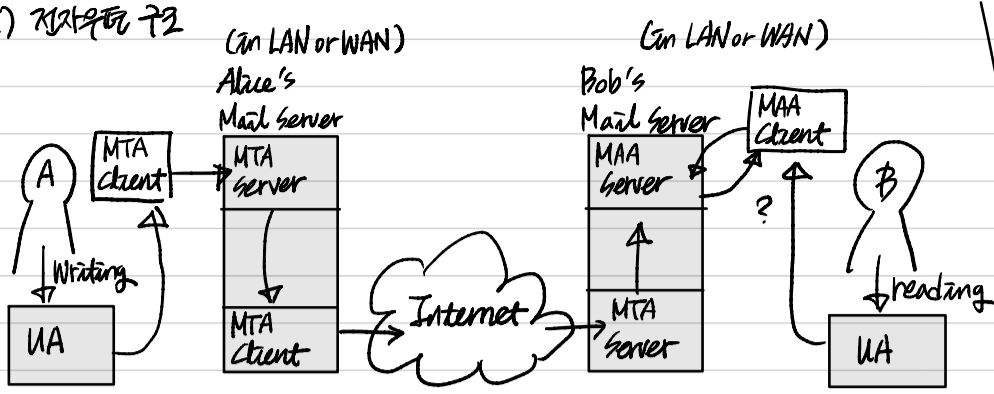 ) 전자우편 구조
(in LAN or WAN)
(in LAN or WAN)
Alice's
Mail Server
Bob's
Mail Server
MTA
Client
MTA
Server
MAA
Server
MAA
Client
A
B
?
Writing
reading
UA
MTA
Client
Internet
MTA
Server
UA